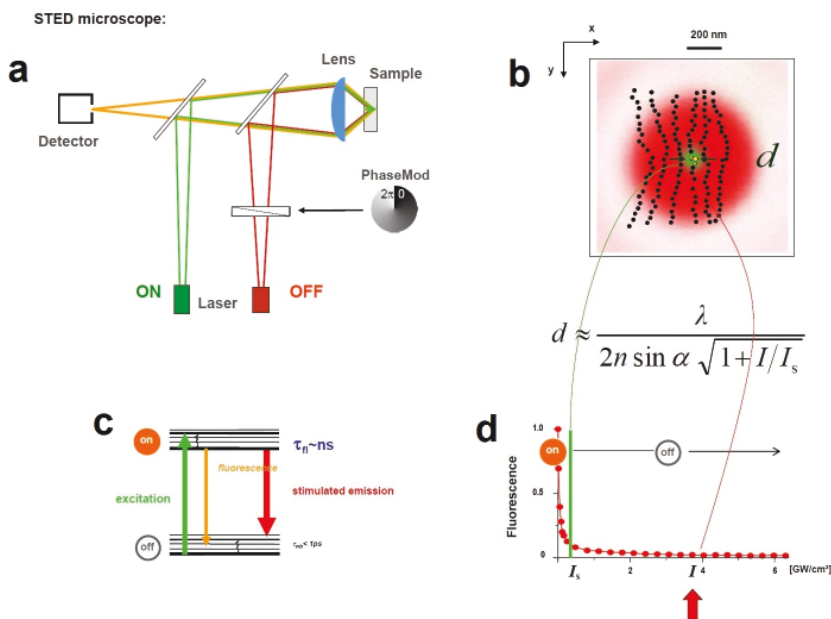 STED microscope:
a
Lens
Sample
Detector
PhaseMod
2π 0
ON
Laser
OFF
b
x
y
200 nm
d
d ≈ λ / 2n sin α √1+I/Is
c
on
τfl~ns
fluorescence
excitation
stimulated emission
off
d
1.0
on
off
Fluorescence
0.5
0
Is
2
I
4
6
[GW/cm²]